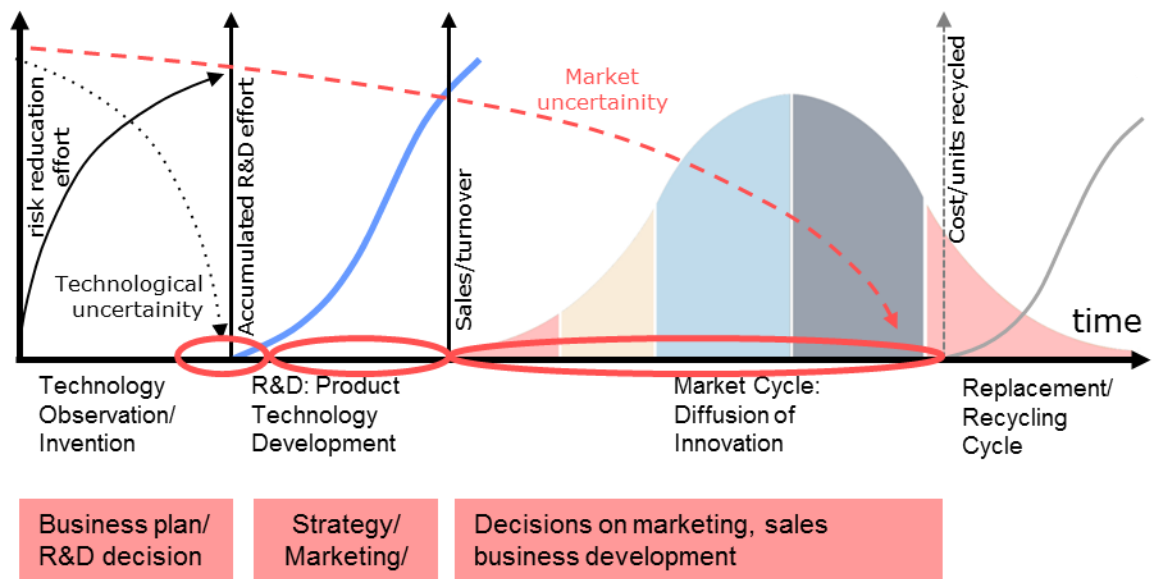 risk reducation
effort
Technological
uncertainity
Accumulated R&D effort
Sales/turnover
Market
uncertainity
Cost/units recycled
time
Technology
Observation/
Invention
R&D: Product
Technology
Development
Market Cycle:
Diffusion of
Innovation
Replacement/
Recycling
Cycle
Business plan/
R&D decision
Strategy/
Marketing/
Decisions on marketing, sales
business development